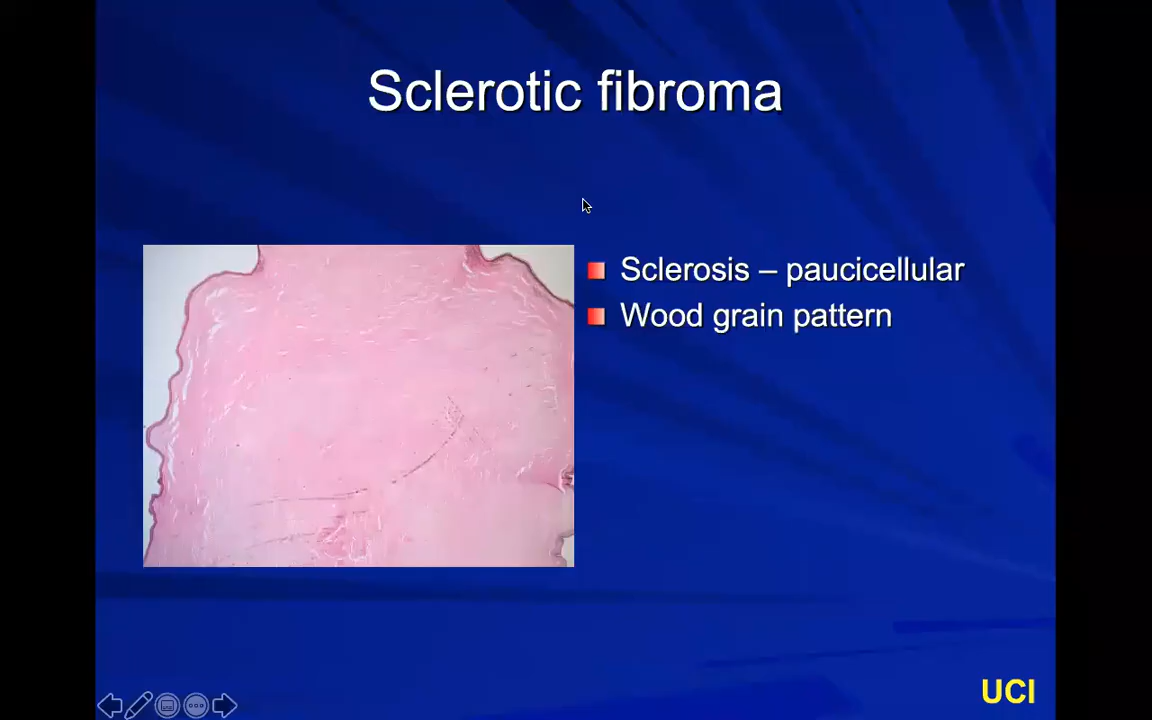 Sclerotic fibroma
Sclerosis – paucicellular
Wood grain pattern
UCI